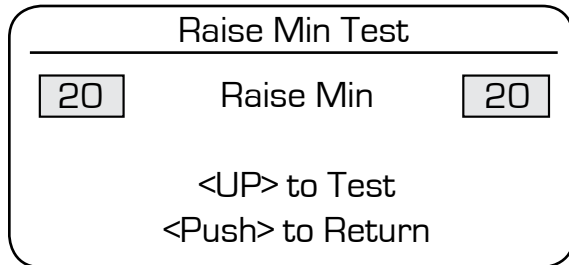 Raise Min Test
20 Raise Min 20
<UP> to Test
<Push> to Return